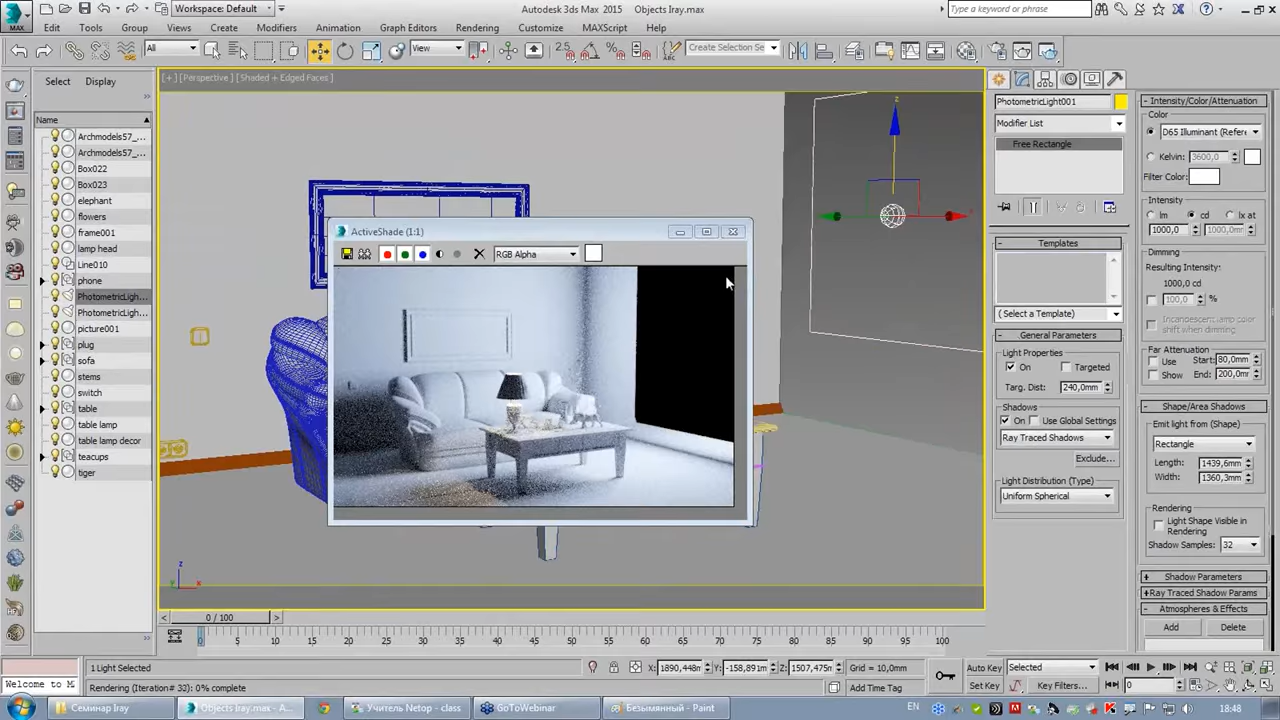 Workspace: Default
Autodesk 3ds Max 2015 Objects Iray.max
Type a keyword or phrase
MAX
Edit Tools Group Views Create Modifiers Animation Graph Editors Rendering Customize MAXScript Help
All
View
2.5
Create Selection Se
Select Display
[+] [Perspective] [Shaded + Edged Faces]
Name
Archmodels57_...
Archmodels57_...
Box022
Box023
elephant
flowers
frame001
lamp head
Line010
phone
PhotometricLigh...
PhotometricLigh...
picture001
plug
sofa
stems
switch
table
table lamp
table lamp decor
teacups
tiger
ActiveShade (1:1)
RGB Alpha
z
x
z
x
PhotometricLight001
Modifier List
Free Rectangle
Templates
(Select a Template)
General Parameters
Light Properties
On Targeted
Targ. Dist: 240,0mm
Shadows
On Use Global Settings
Ray Traced Shadows
Exclude...
Light Distribution (Type)
Uniform Spherical
Intensity/Color/Attenuation
Color
D65 Illuminant (Refere
Kelvin: 3600,0
Filter Color:
Intensity
lm cd lx at
1000,0 1000,0mm
Dimming
Resulting Intensity:
1000,0 cd
100,0 %
Incandescent lamp color
shift when dimming
Far Attenuation
Use Start: 80,0mm
Show End: 200,0mm
Shape/Area Shadows
Emit light from (Shape)
Rectangle
Length: 1439,6mm
Width: 1360,3mm
Rendering
Light Shape Visible in
Rendering
Shadow Samples: 32
Shadow Parameters
Ray Traced Shadow Params
Atmospheres & Effects
Add Delete
0 / 100
0 5 10 15 20 25 30 35 40 45 50 55 60 65 70 75 80 85 90 95 100
1 Light Selected
X: 1890,448m Y: -158,891m Z: 1507,475m Grid = 10,0mm
Auto Key Selected
Welcome to M
Rendering (Iteration# 33): 0% complete
Add Time Tag
Set Key Key Filters...
0
Семинар Iray
Objects Iray.max - A...
Учитель Netop - class
GoToWebinar
Безымянный - Paint
EN
18:48